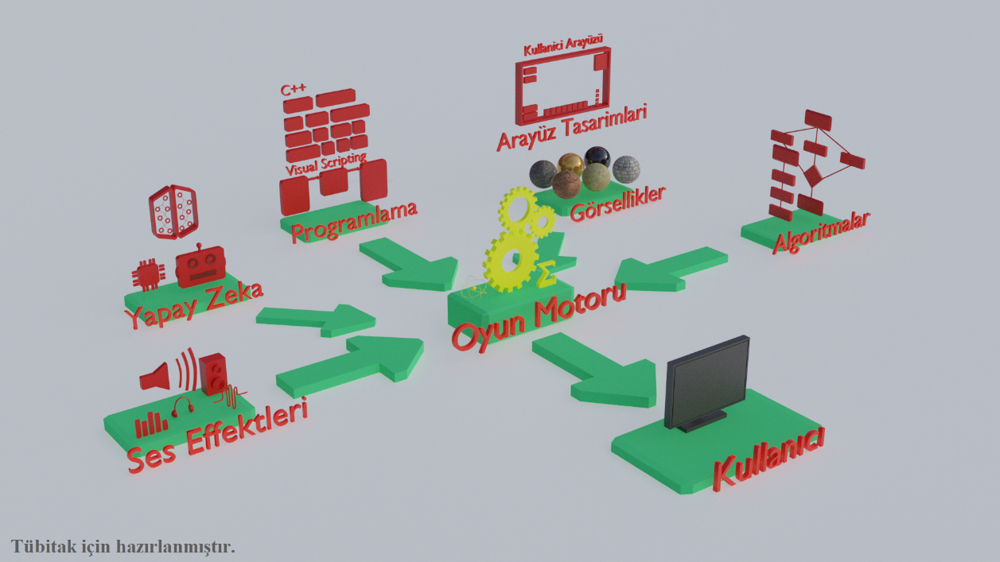 Kullanici Arayüzü
Arayüz Tasarimlari
C++
Visual Scripting
Programlama
Görsellikler
Algoritmalar
Yapay Zeka
Oyun Motoru
Ses Effektleri
Kullanıcı
Tübitak için hazırlanmıştır.